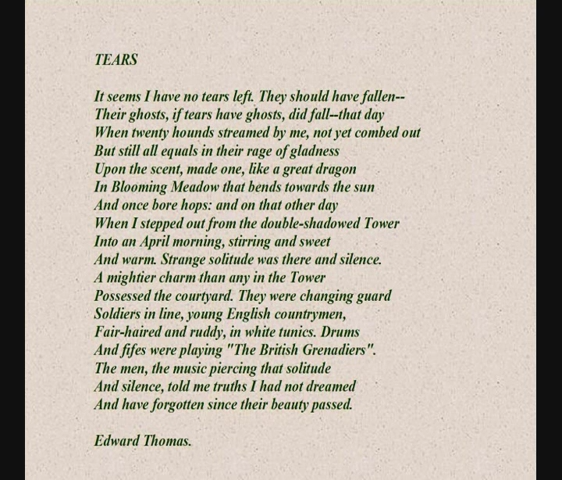 TEARS
It seems I have no tears left. They should have fallen--
Their ghosts, if tears have ghosts, did fall--that day
When twenty hounds streamed by me, not yet combed out
But still all equals in their rage of gladness
Upon the scent, made one, like a great dragon
In Blooming Meadow that bends towards the sun
And once bore hops: and on that other day
When I stepped out from the double-shadowed Tower
Into an April morning, stirring and sweet
And warm. Strange solitude was there and silence.
A mightier charm than any in the Tower
Possessed the courtyard. They were changing guard
Soldiers in line, young English countrymen,
Fair-haired and ruddy, in white tunics. Drums
And fifes were playing "The British Grenadiers".
The men, the music piercing that solitude
And silence, told me truths I had not dreamed
And have forgotten since their beauty passed.
Edward Thomas.